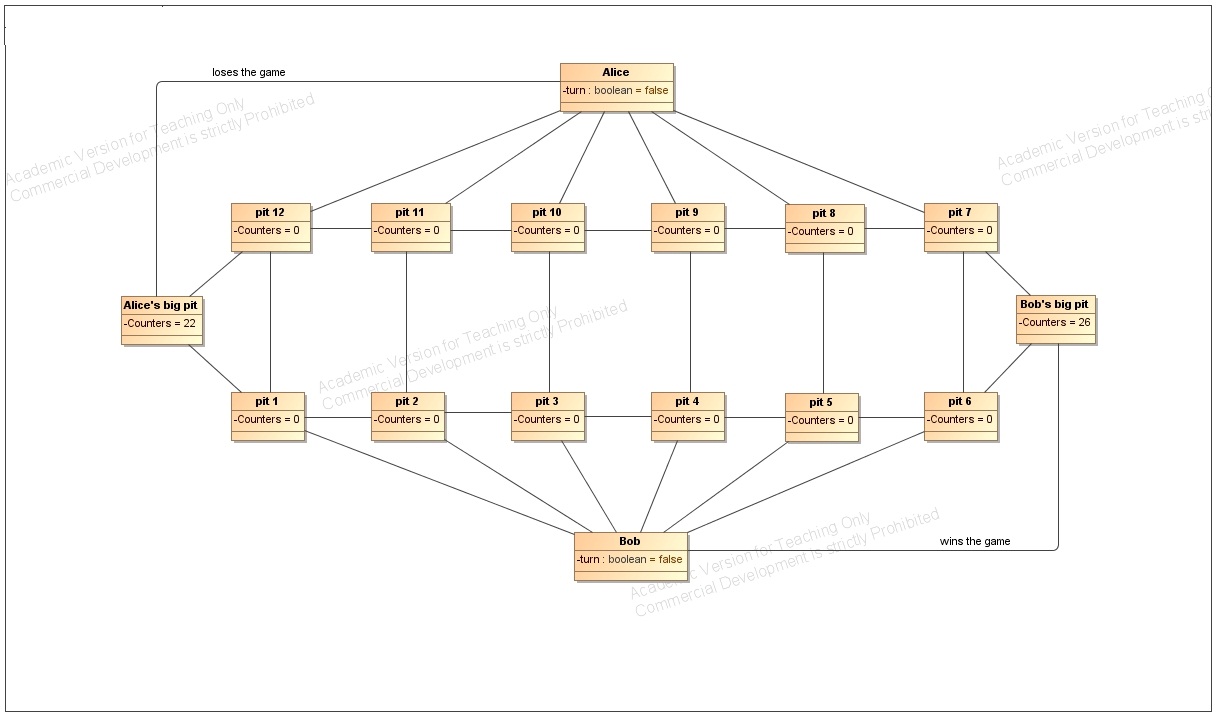 loses the game
Alice
-turn : boolean = false
Academic Version for Teaching Only
Commercial Development is strictly Prohibited
Academic Version for Teaching
Commercial Development is
pit 12
-Counters = 0
pit 11
-Counters = 0
pit 10
-Counters = 0
pit 9
-Counters = 0
pit 8
-Counters = 0
pit 7
-Counters = 0
Alice's big pit
-Counters = 22
Bob's big pit
-Counters = 26
Academic Version for Teaching Only
Commercial Development is strictly Prohibited
pit 1
-Counters = 0
pit 2
-Counters = 0
pit 3
-Counters = 0
pit 4
-Counters = 0
pit 5
-Counters = 0
pit 6
-Counters = 0
Bob
-turn : boolean = false
wins the game
Academic Version for Teaching Only
Commercial Development is strictly Prohibited